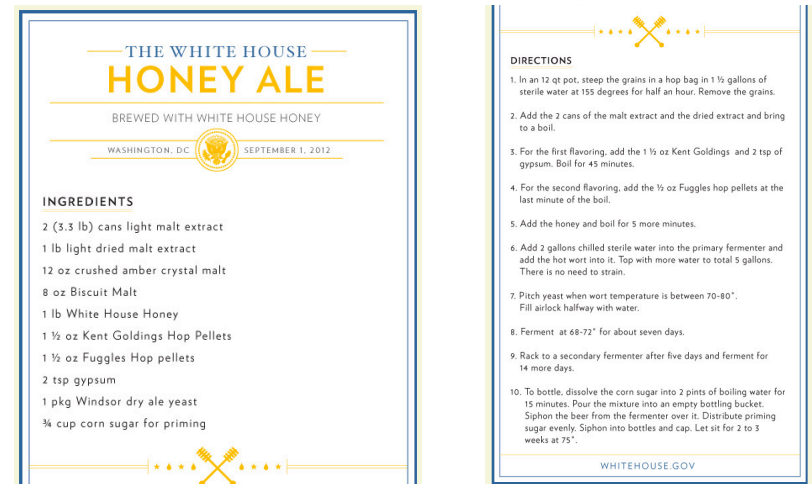 THE WHITE HOUSE
HONEY ALE
BREWED WITH WHITE HOUSE HONEY
WASHINGTON, DC SEPTEMBER 1, 2012
INGREDIENTS
2 (3.3 lb) cans light malt extract
1 lb light dried malt extract
12 oz crushed amber crystal malt
8 oz Biscuit Malt
1 lb White House Honey
1 ½ oz Kent Goldings Hop Pellets
1 ½ oz Fuggles Hop pellets
2 tsp gypsum
1 pkg Windsor dry ale yeast
¾ cup corn sugar for priming
DIRECTIONS
1. In an 12 qt pot, steep the grains in a hop bag in 1 ½ gallons of
sterile water at 155 degrees for half an hour. Remove the grains.
2. Add the 2 cans of the malt extract and the dried extract and bring
to a boil.
3. For the first flavoring, add the 1 ½ oz Kent Goldings and 2 tsp of
gypsum. Boil for 45 minutes.
4. For the second flavoring, add the ½ oz Fuggles hop pellets at the
last minute of the boil.
5. Add the honey and boil for 5 more minutes.
6. Add 2 gallons chilled sterile water into the primary fermenter and
add the hot wort into it. Top with more water to total 5 gallons.
There is no need to strain.
7. Pitch yeast when wort temperature is between 70-80˚.
Fill airlock halfway with water.
8. Ferment at 68-72˚ for about seven days.
9. Rack to a secondary fermenter after five days and ferment for
14 more days.
10. To bottle, dissolve the corn sugar into 2 pints of boiling water for
15 minutes. Pour the mixture into an empty bottling bucket.
Siphon the beer from the fermenter over it. Distribute priming
sugar evenly. Siphon into bottles and cap. Let sit for 2 to 3
weeks at 75˚.
WHITEHOUSE.GOV